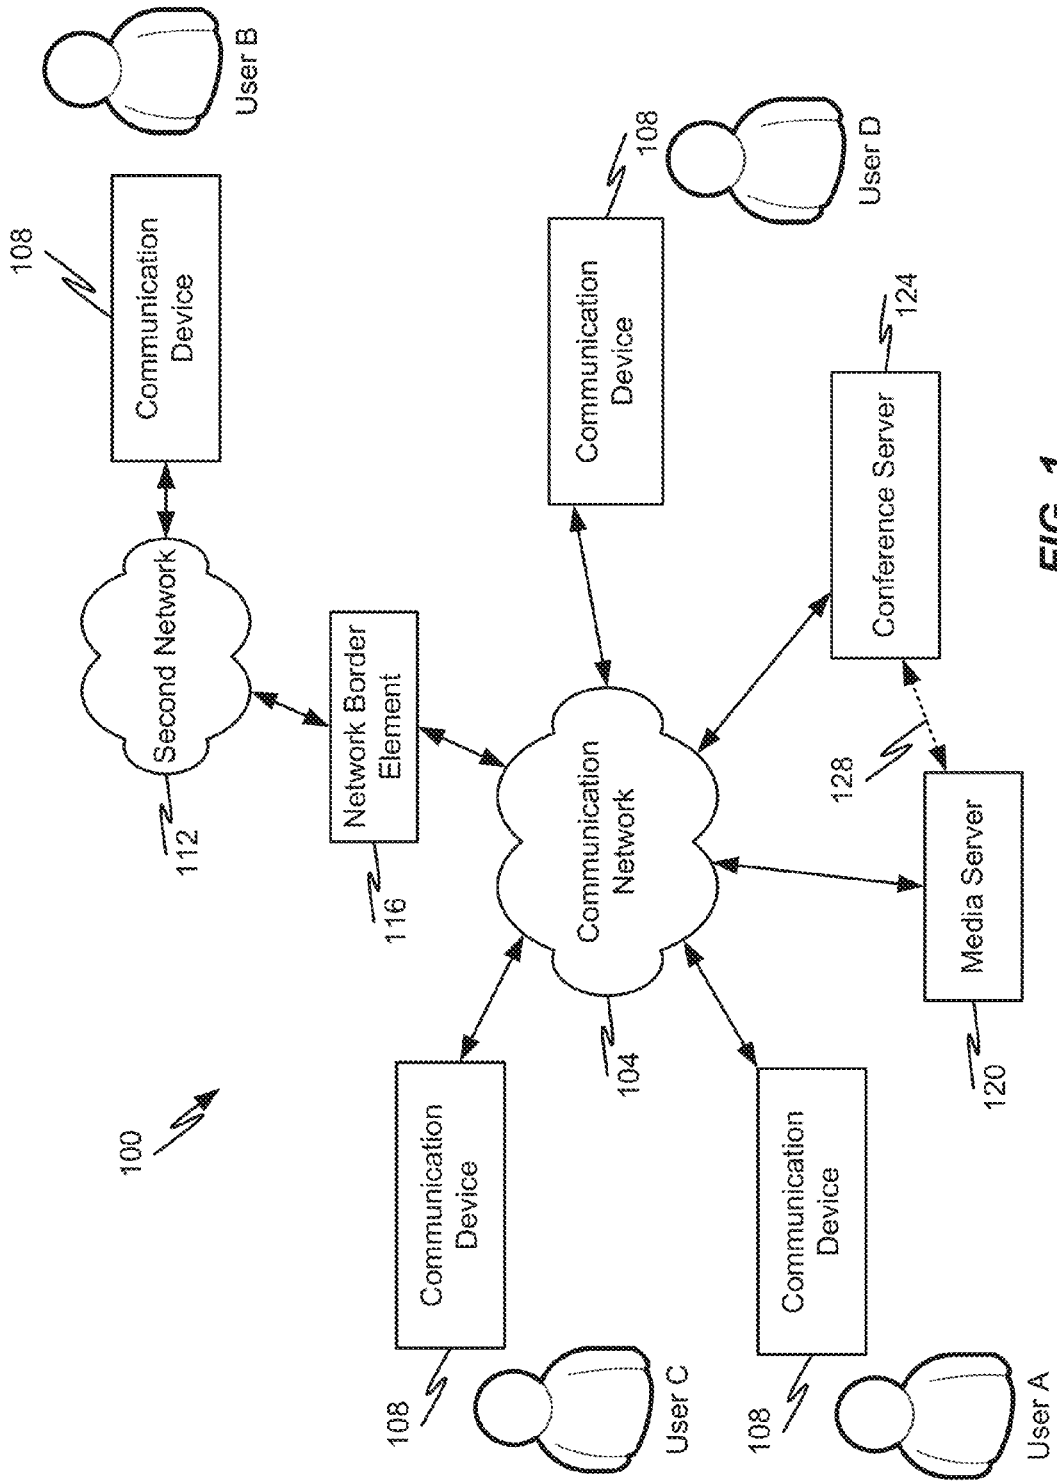 100
108
Communication
Device
User B
Second Network
112
Network Border
Element
116
Communication
Device
108
User C
Communication
Network
104
Communication
Device
108
User D
Communication
Device
108
User A
Media Server
120
128
Conference Server
124
FIG. 1